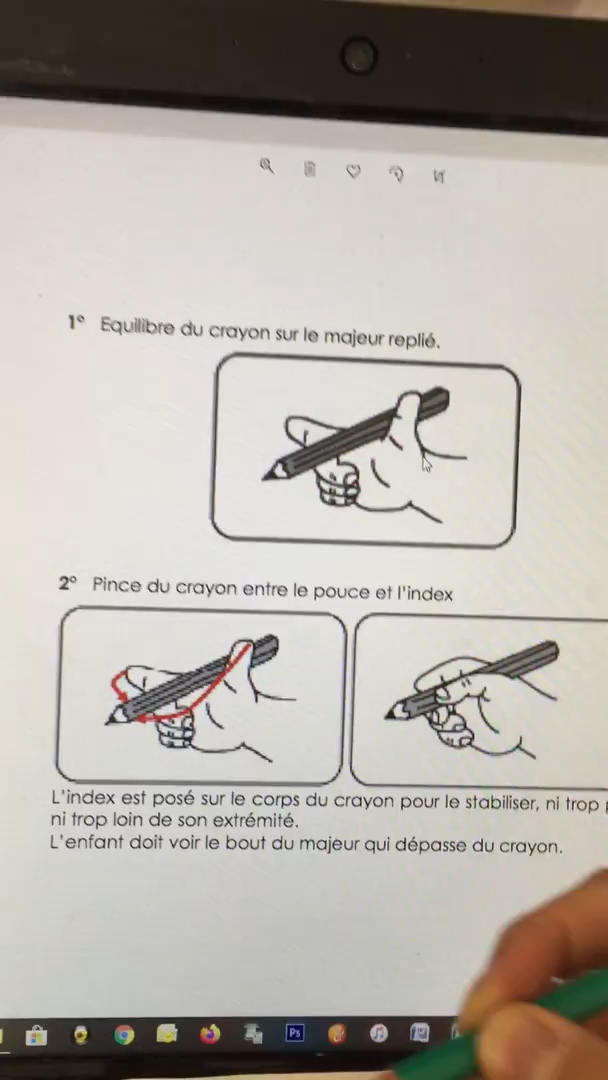 1° Equilibre du crayon sur le majeur replié.
2° Pince du crayon entre le pouce et l'index
L'index est posé sur le corps du crayon pour le stabiliser, ni trop
ni trop loin de son extrémité.
L'enfant doit voir le bout du majeur qui dépasse du crayon.
Ps